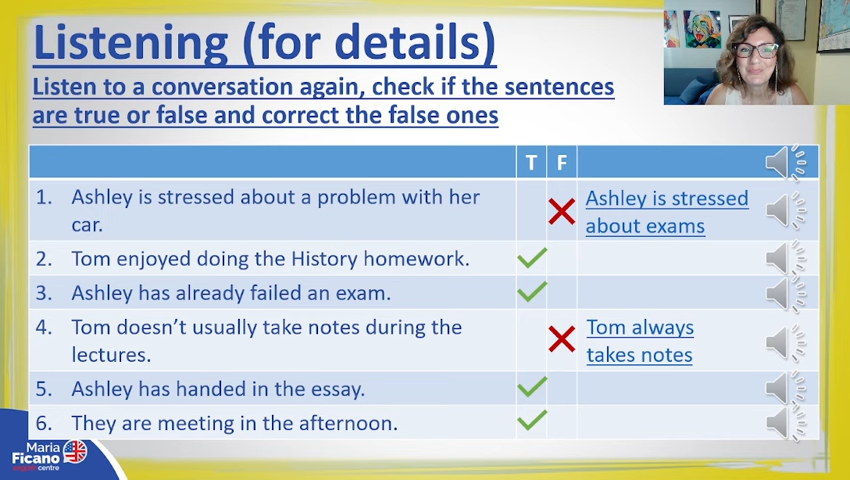 Listening (for details)
Listen to a conversation again, check if the sentences
are true or false and correct the false ones
T F
1. Ashley is stressed about a problem with her
car.
Ashley is stressed
about exams
2. Tom enjoyed doing the History homework.
3. Ashley has already failed an exam.
4. Tom doesn’t usually take notes during the
lectures.
Tom always
takes notes
5. Ashley has handed in the essay.
6. They are meeting in the afternoon.
Maria
Ficano
english centre